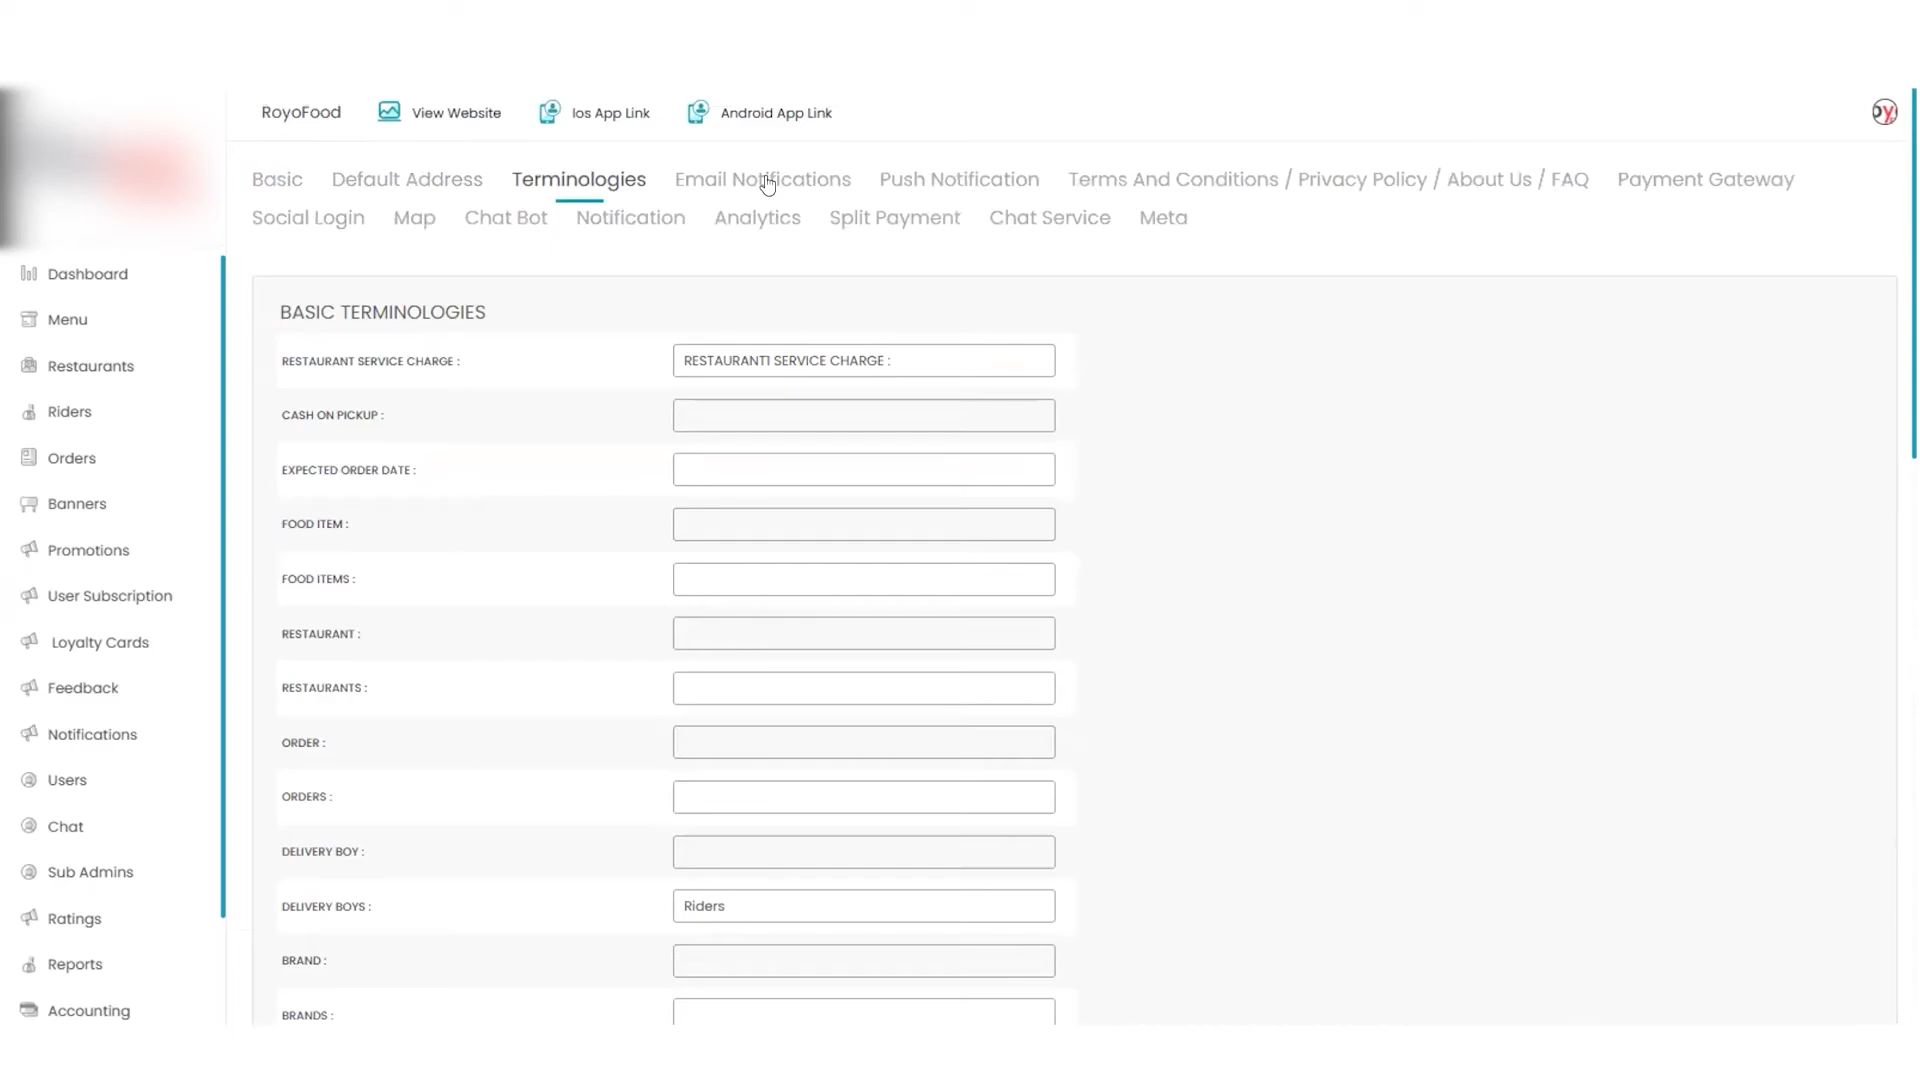 RoyoFood View Website Ios App Link Android App Link
Basic Default Address Terminologies Email Notifications Push Notification Terms And Conditions / Privacy Policy / About Us / FAQ Payment Gateway
Social Login Map Chat Bot Notification Analytics Split Payment Chat Service Meta
Dashboard
Menu
Restaurants
Riders
Orders
Banners
Promotions
User Subscription
Loyalty Cards
Feedback
Notifications
Users
Chat
Sub Admins
Ratings
Reports
Accounting
BASIC TERMINOLOGIES
RESTAURANT SERVICE CHARGE : RESTAURANT1 SERVICE CHARGE :
CASH ON PICKUP :
EXPECTED ORDER DATE :
FOOD ITEM :
FOOD ITEMS :
RESTAURANT :
RESTAURANTS :
ORDER :
ORDERS :
DELIVERY BOY :
DELIVERY BOYS : Riders
BRAND :
BRANDS :